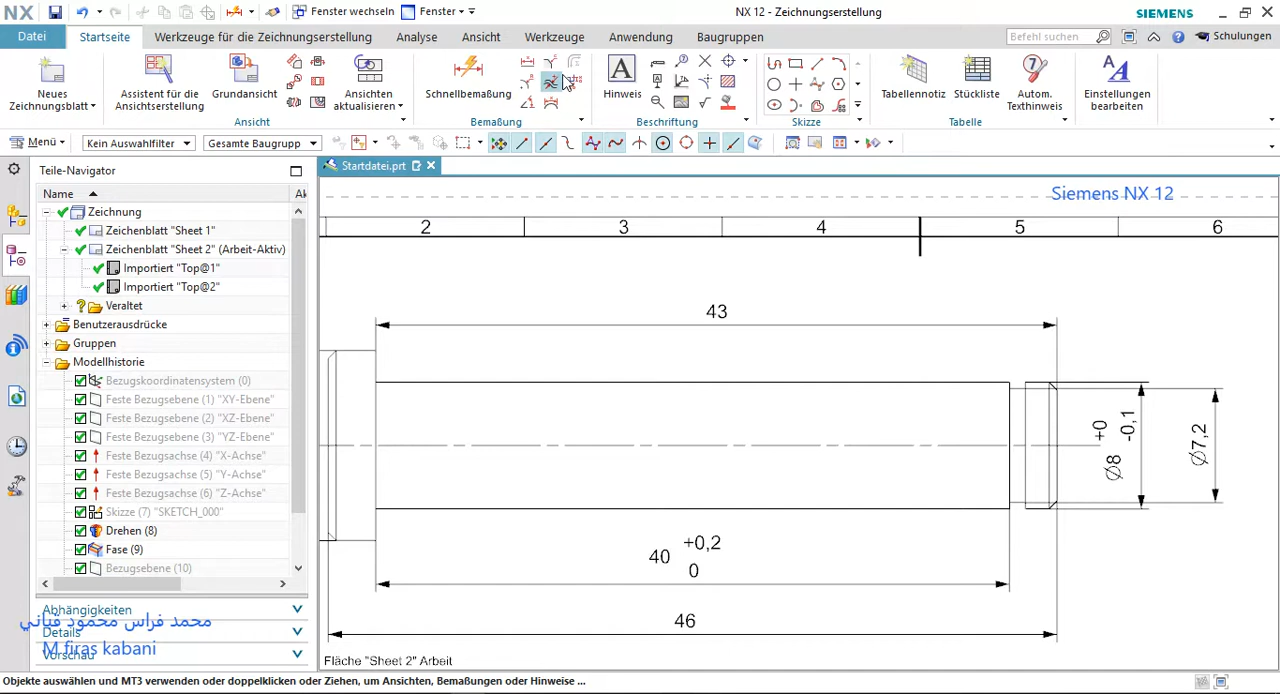 NX
Fenster wechseln
Fenster
NX 12 - Zeichnungserstellung
SIEMENS
Datei
Startseite
Werkzeuge für die Zeichnungserstellung
Analyse
Ansicht
Werkzeuge
Anwendung
Baugruppen
Befehl suchen
Schulungen
Neues
Zeichnungsblatt
Assistent für die
Ansichtserstellung
Grundansicht
Ansichten
aktualisieren
Ansicht
Schnellbemaßung
Bemaßung
A
Hinweis
Beschriftung
Skizze
Tabellennotiz
Stückliste
Autom.
Texthinweis
Tabelle
Einstellungen
bearbeiten
Menü
Kein Auswahlfilter
Gesamte Baugruppe
Teile-Navigator
Startdatei.prt
Name
Ak
Zeichnung
Zeichenblatt "Sheet 1"
Zeichenblatt "Sheet 2" (Arbeit-Aktiv)
Importiert "Top@1"
Importiert "Top@2"
Veraltet
Benutzerausdrücke
Gruppen
Modellhistorie
Bezugskoordinatensystem (0)
Feste Bezugsebene (1) "XY-Ebene"
Feste Bezugsebene (2) "XZ-Ebene"
Feste Bezugsebene (3) "YZ-Ebene"
Feste Bezugsachse (4) "X-Achse"
Feste Bezugsachse (5) "Y-Achse"
Feste Bezugsachse (6) "Z-Achse"
Skizze (7) "SKETCH_000"
Drehen (8)
Fase (9)
Bezugsebene (10)
Abhängigkeiten
محمد فراس محمود قباني
Details
M firas kabani
Vorschau
Siemens NX 12
2 3 4 5 6
43
+0
-0,1
Ø8
Ø7,2
+0,2
40
0
46
Fläche "Sheet 2" Arbeit
Objekte auswählen und MT3 verwenden oder doppelklicken oder Ziehen, um Ansichten, Bemaßungen oder Hinweise ...